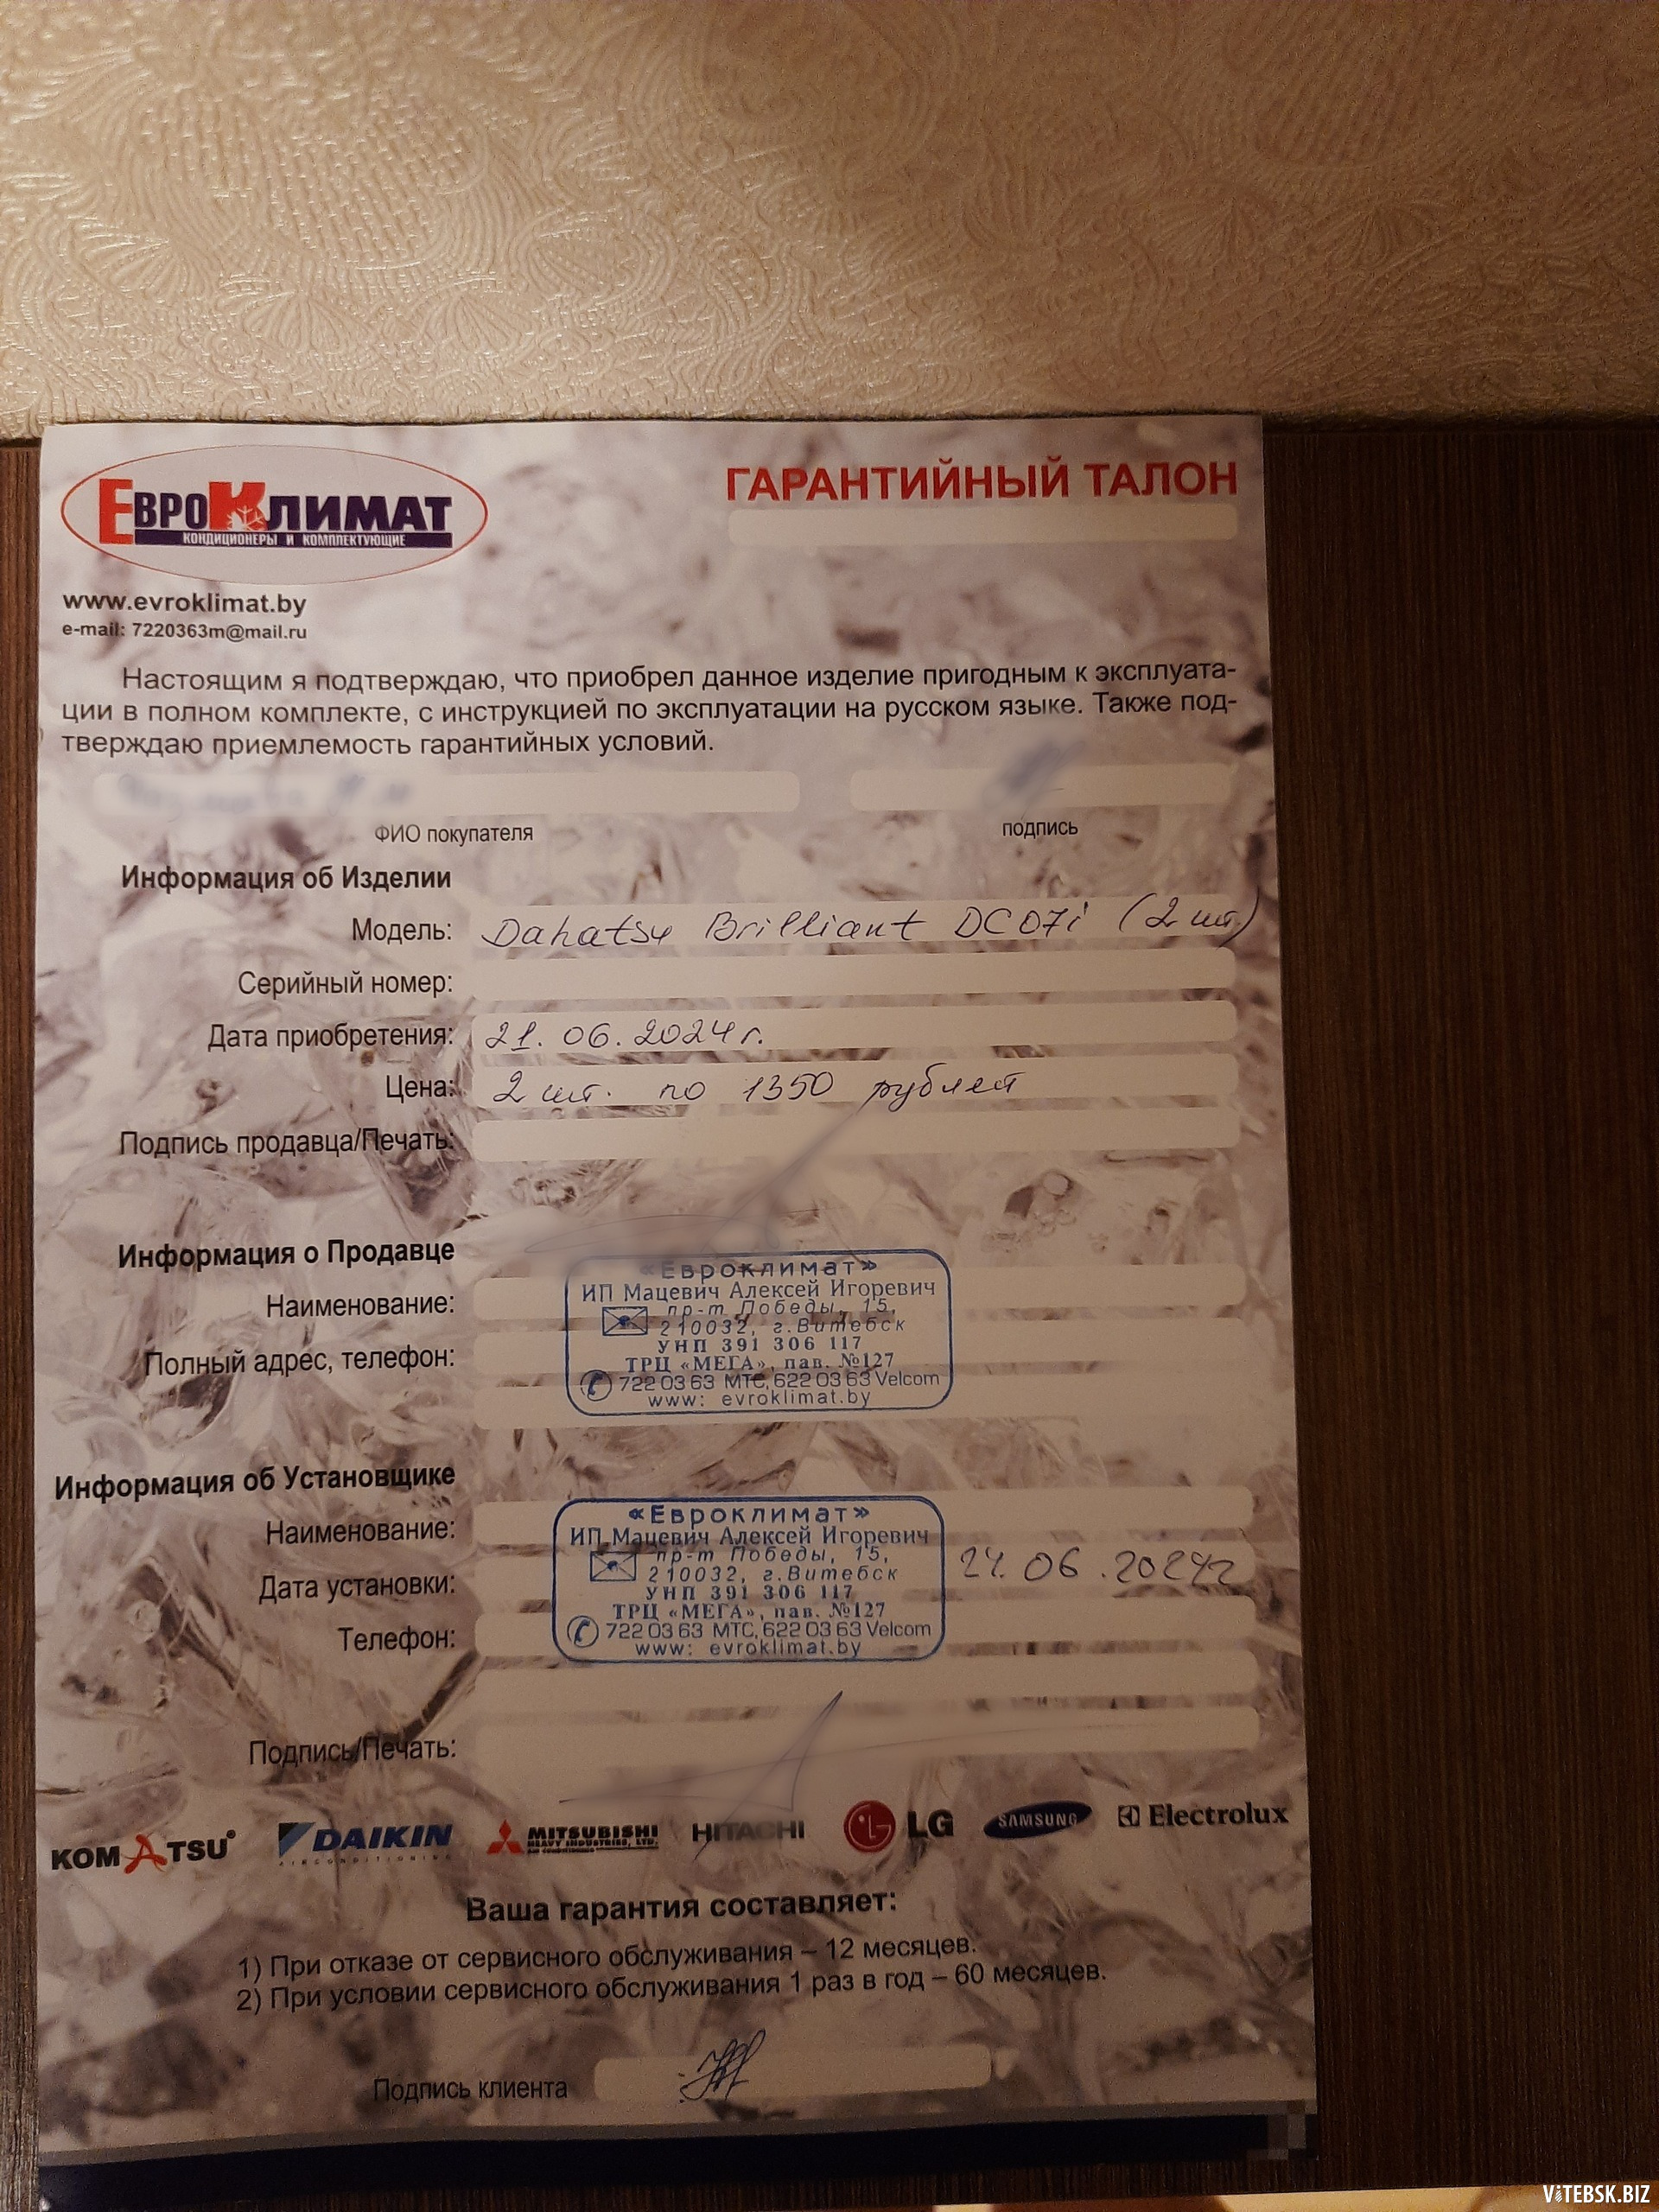 ЕВРОКЛИМАТ
КОНДИЦИОНЕРЫ И КОМПЛЕКТУЮЩИЕ
ГАРАНТИЙНЫЙ ТАЛОН
www.evroklimat.by
e-mail: 7220363m@mail.ru
Настоящим я подтверждаю, что приобрел данное изделие пригодным к эксплуата-
ции в полном комплекте, с инструкцией по эксплуатации на русском языке. Также под-
тверждаю приемлемость гарантийных условий.
ФИО покупателя подпись
Информация об Изделии
Модель: Dahatsu Brilliant DC07i (2 шт.)
Серийный номер:
Дата приобретения: 21.06.2024г.
Цена: 2 шт. по 1350 рублей
Подпись продавца/Печать:
Информация о Продавце
Наименование:
Полный адрес, телефон:
«Евроклимат»
ИП Мацевич Алексей Игоревич
пр-т Победы, 15,
210032, г.Витебск
УНП 391 306 117
ТРЦ «МЕГА», пав. №127
722 03 63 МТС, 622 03 63 Velcom
www: evroklimat.by
Информация об Установщике
Наименование:
Дата установки: 24.06.2024г
Телефон:
«Евроклимат»
ИП Мацевич Алексей Игоревич
пр-т Победы, 15,
210032, г.Витебск
УНП 391 306 117
ТРЦ «МЕГА», пав. №127
722 03 63 МТС, 622 03 63 Velcom
www: evroklimat.by
Подпись/Печать:
KOMATSU DAIKIN MITSUBISHI HITACHI LG SAMSUNG Electrolux
AIRCONDITIONING HEAVY INDUSTRIES, LTD.
Ваша гарантия составляет:
1) При отказе от сервисного обслуживания – 12 месяцев.
2) При условии сервисного обслуживания 1 раз в год – 60 месяцев.
Подпись клиента
ViTEBSK.BIZ